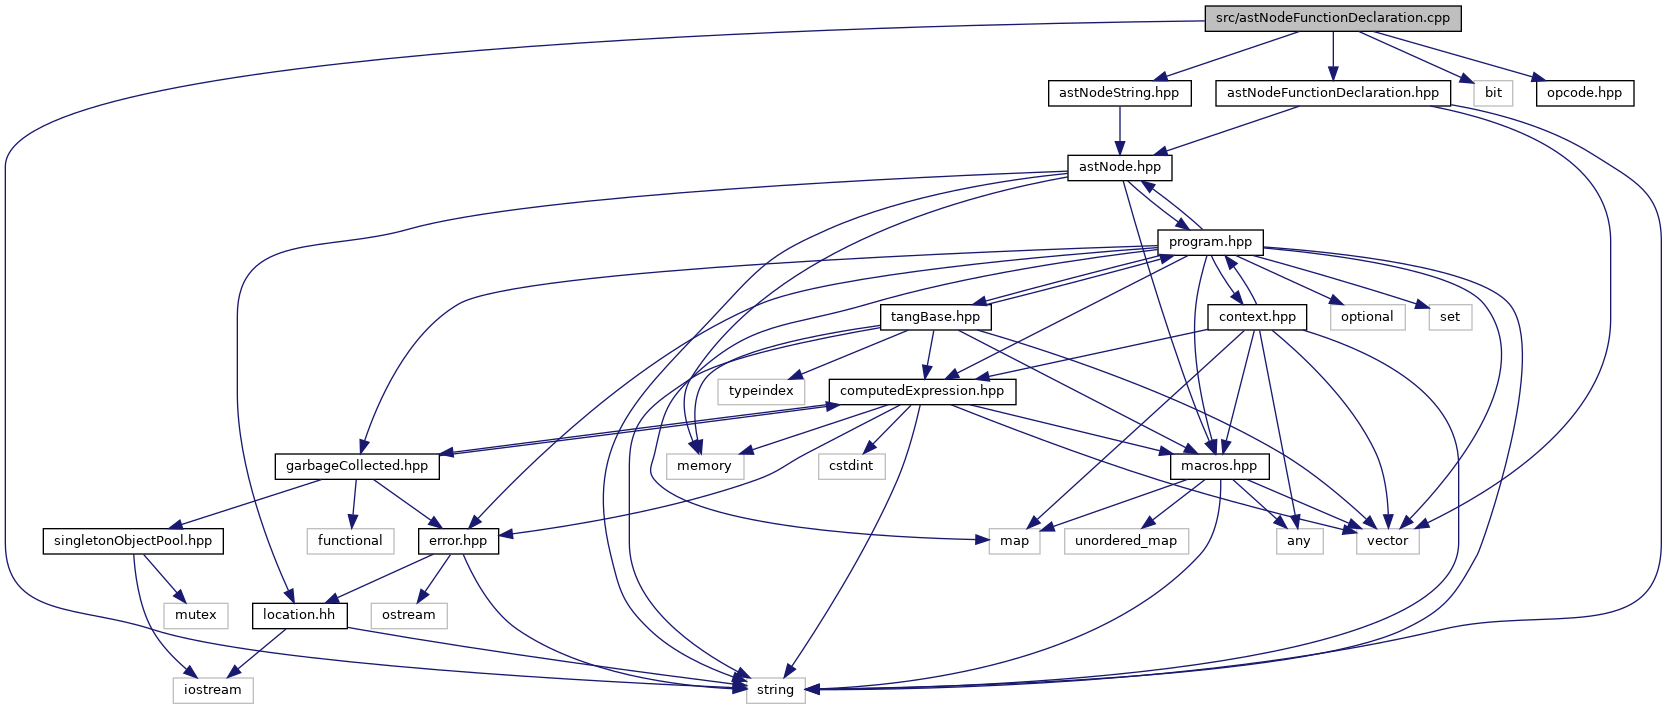 src/astNodeFunctionDeclaration.cpp
astNodeString.hpp
astNodeFunctionDeclaration.hpp
bit
opcode.hpp
astNode.hpp
program.hpp
tangBase.hpp
context.hpp
optional
set
typeindex
computedExpression.hpp
garbageCollected.hpp
memory
cstdint
macros.hpp
singletonObjectPool.hpp
functional
error.hpp
map
unordered_map
any
vector
mutex
location.hh
ostream
iostream
string